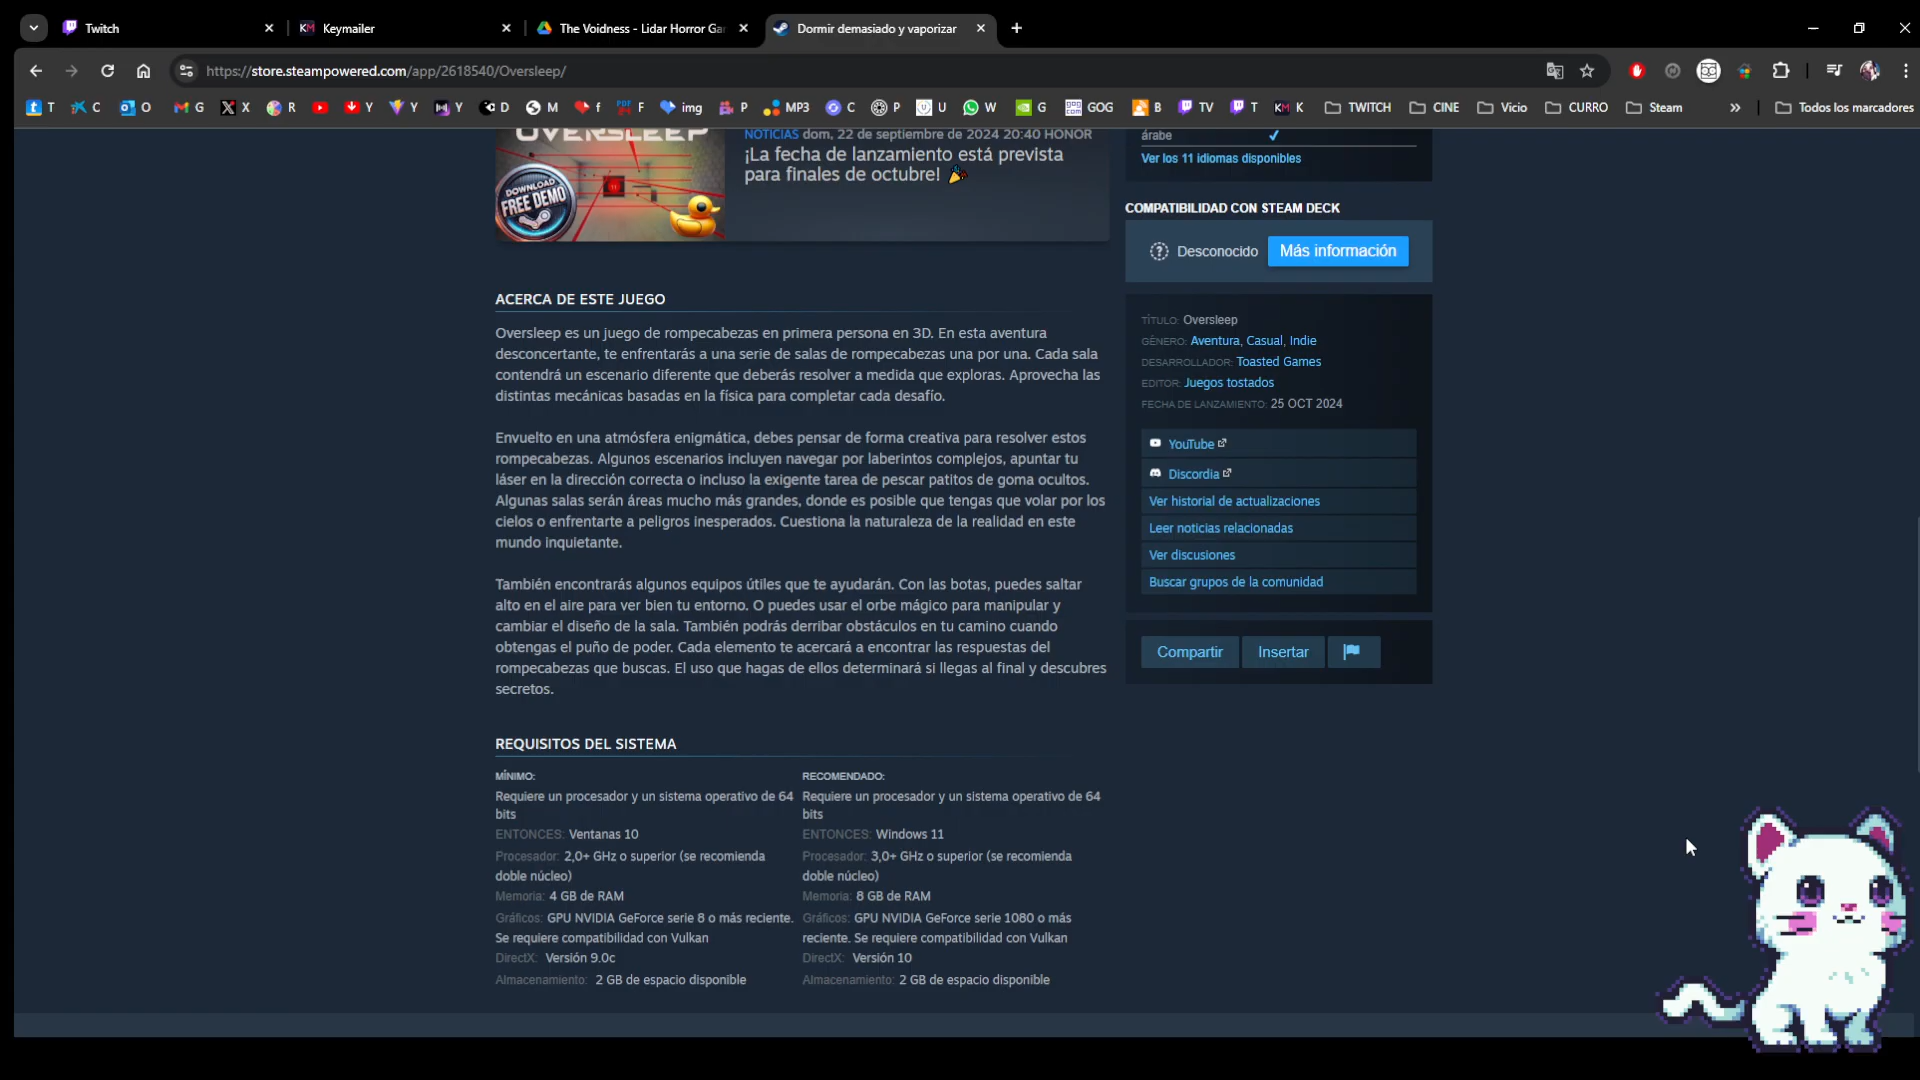 Twitch
KM Keymailer
The Voidness - Lidar Horror Ga
Dormir demasiado y vaporizar
https://store.steampowered.com/app/2618540/Oversleep/
T C O G X R Y Y Y D M f F img P MP3 C P U W G GOG B TV T K TWITCH CINE Vicio CURRO Steam » Todos los marcadores
OVERSLEEP
DOWNLOAD
FREE DEMO
NOTICIAS dom, 22 de septiembre de 2024 20:40 HONOR
¡La fecha de lanzamiento está prevista
para finales de octubre!
árabe
Ver los 11 idiomas disponibles
COMPATIBILIDAD CON STEAM DECK
Desconocido
Más información
ACERCA DE ESTE JUEGO
Oversleep es un juego de rompecabezas en primera persona en 3D. En esta aventura
desconcertante, te enfrentarás a una serie de salas de rompecabezas una por una. Cada sala
contendrá un escenario diferente que deberás resolver a medida que exploras. Aprovecha las
distintas mecánicas basadas en la física para completar cada desafío.
Envuelto en una atmósfera enigmática, debes pensar de forma creativa para resolver estos
rompecabezas. Algunos escenarios incluyen navegar por laberintos complejos, apuntar tu
láser en la dirección correcta o incluso la exigente tarea de pescar patitos de goma ocultos.
Algunas salas serán áreas mucho más grandes, donde es posible que tengas que volar por los
cielos o enfrentarte a peligros inesperados. Cuestiona la naturaleza de la realidad en este
mundo inquietante.
También encontrarás algunos equipos útiles que te ayudarán. Con las botas, puedes saltar
alto en el aire para ver bien tu entorno. O puedes usar el orbe mágico para manipular y
cambiar el diseño de la sala. También podrás derribar obstáculos en tu camino cuando
obtengas el puño de poder. Cada elemento te acercará a encontrar las respuestas del
rompecabezas que buscas. El uso que hagas de ellos determinará si llegas al final y descubres
secretos.
TÍTULO: Oversleep
GÉNERO: Aventura, Casual, Indie
DESARROLLADOR: Toasted Games
EDITOR: Juegos tostados
FECHA DE LANZAMIENTO: 25 OCT 2024
YouTube
Discordia
Ver historial de actualizaciones
Leer noticias relacionadas
Ver discusiones
Buscar grupos de la comunidad
Compartir
Insertar
REQUISITOS DEL SISTEMA
MÍNIMO:
Requiere un procesador y un sistema operativo de 64
bits
ENTONCES: Ventanas 10
Procesador: 2,0+ GHz o superior (se recomienda
doble núcleo)
Memoria: 4 GB de RAM
Gráficos: GPU NVIDIA GeForce serie 8 o más reciente.
Se requiere compatibilidad con Vulkan
DirectX: Versión 9.0c
Almacenamiento: 2 GB de espacio disponible
RECOMENDADO:
Requiere un procesador y un sistema operativo de 64
bits
ENTONCES: Windows 11
Procesador: 3,0+ GHz o superior (se recomienda
doble núcleo)
Memoria: 8 GB de RAM
Gráficos: GPU NVIDIA GeForce serie 1080 o más
reciente. Se requiere compatibilidad con Vulkan
DirectX: Versión 10
Almacenamiento: 2 GB de espacio disponible